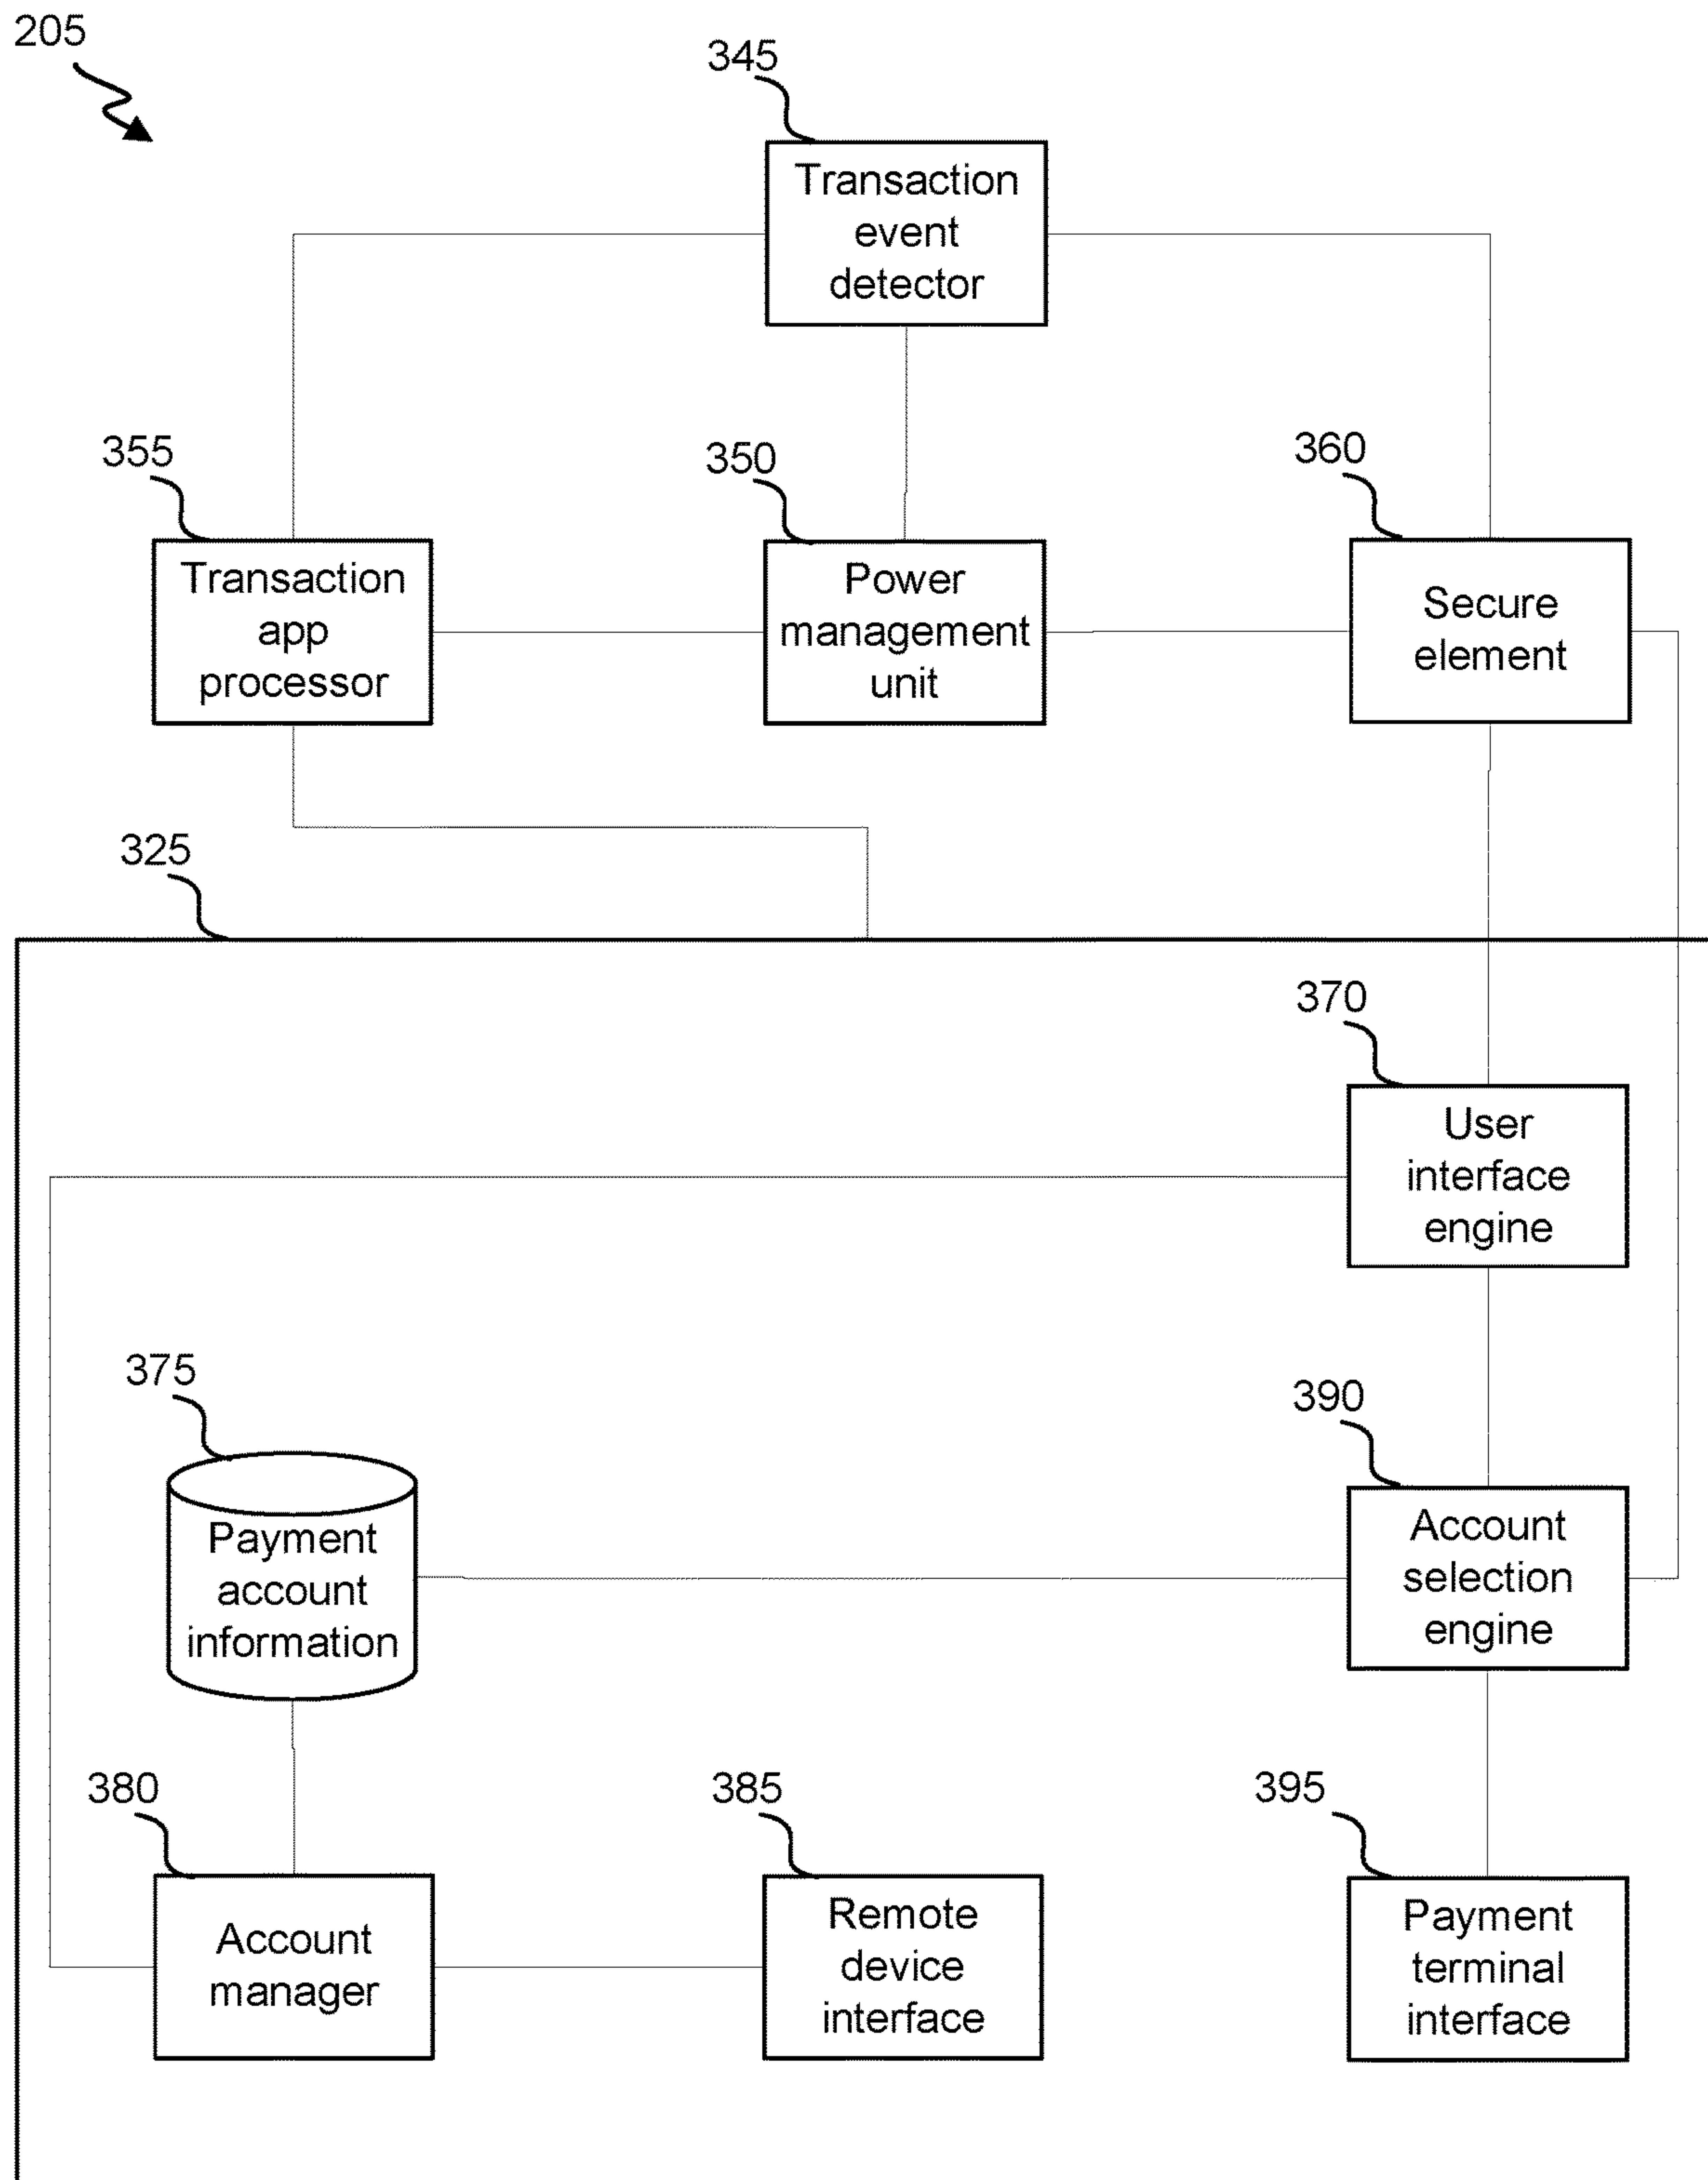 205
345
Transaction
event
detector
355
350
360
Transaction
app
processor
Power
management
unit
Secure
element
325
370
User
interface
engine
375
390
Payment
account
information
Account
selection
engine
380
385
395
Account
manager
Remote
device
interface
Payment
terminal
interface